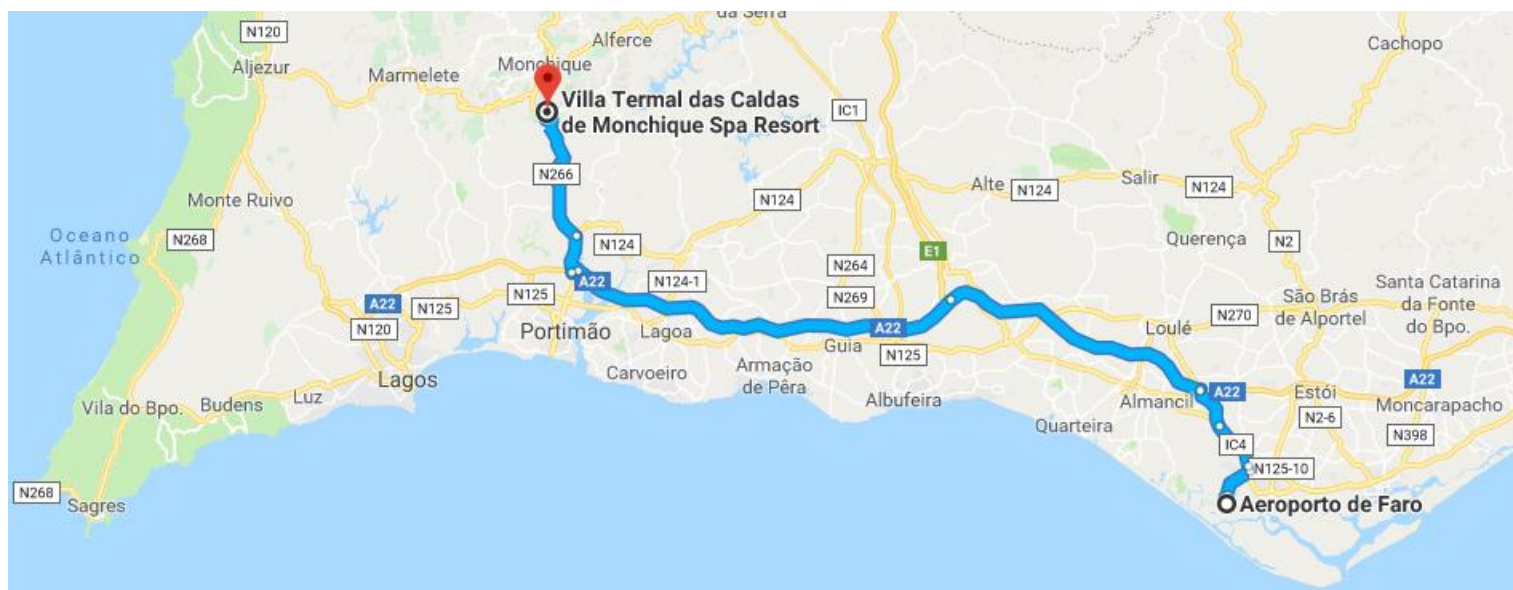 da Serra
N120
Alferce
Cachopo
Aljezur
Monchique
Marmelete
Villa Termal das Caldas
de Monchique Spa Resort
IC1
N266
Alte
N124
Salir
N124
Monte Ruivo
N124
Oceano
Atlântico
N268
N124
Querença
N2
E1
N264
A22
N124-1
Santa Catarina
da Fonte
do Bpo.
A22
N125
N125
N269
São Brás
de Alportel
N120
Portimão
Lagoa
A22
Guia
N125
Loulé
N270
Lagos
Carvoeiro
Armação
de Pêra
Albufeira
A22
A22
Vila do Bpo.
Budens
Luz
Almancil
Estói
Moncarapacho
Quarteira
N2-6
N398
IC4
N125-10
N268
Sagres
Aeroporto de Faro